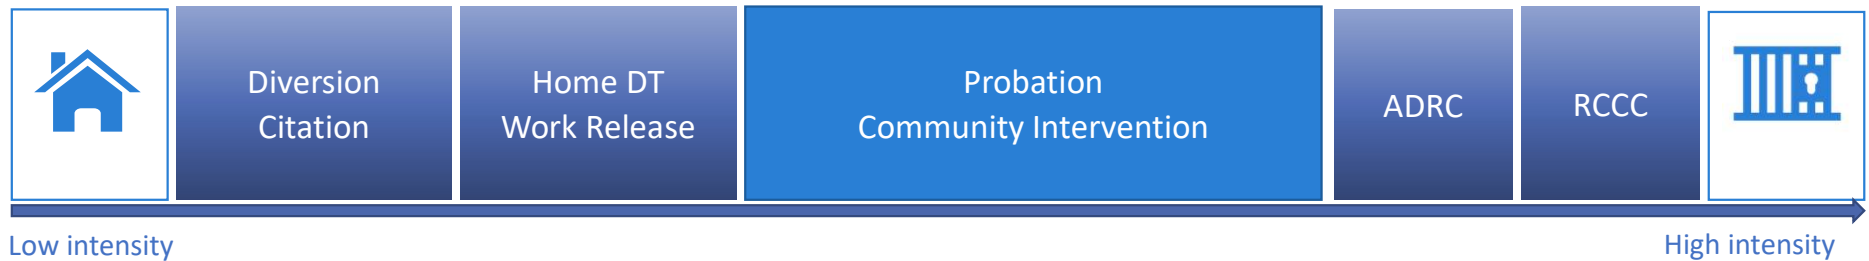 Diversion
Citation
Home DT
Work Release
Probation
Community Intervention
ADRC
RCCC
Low intensity
High intensity